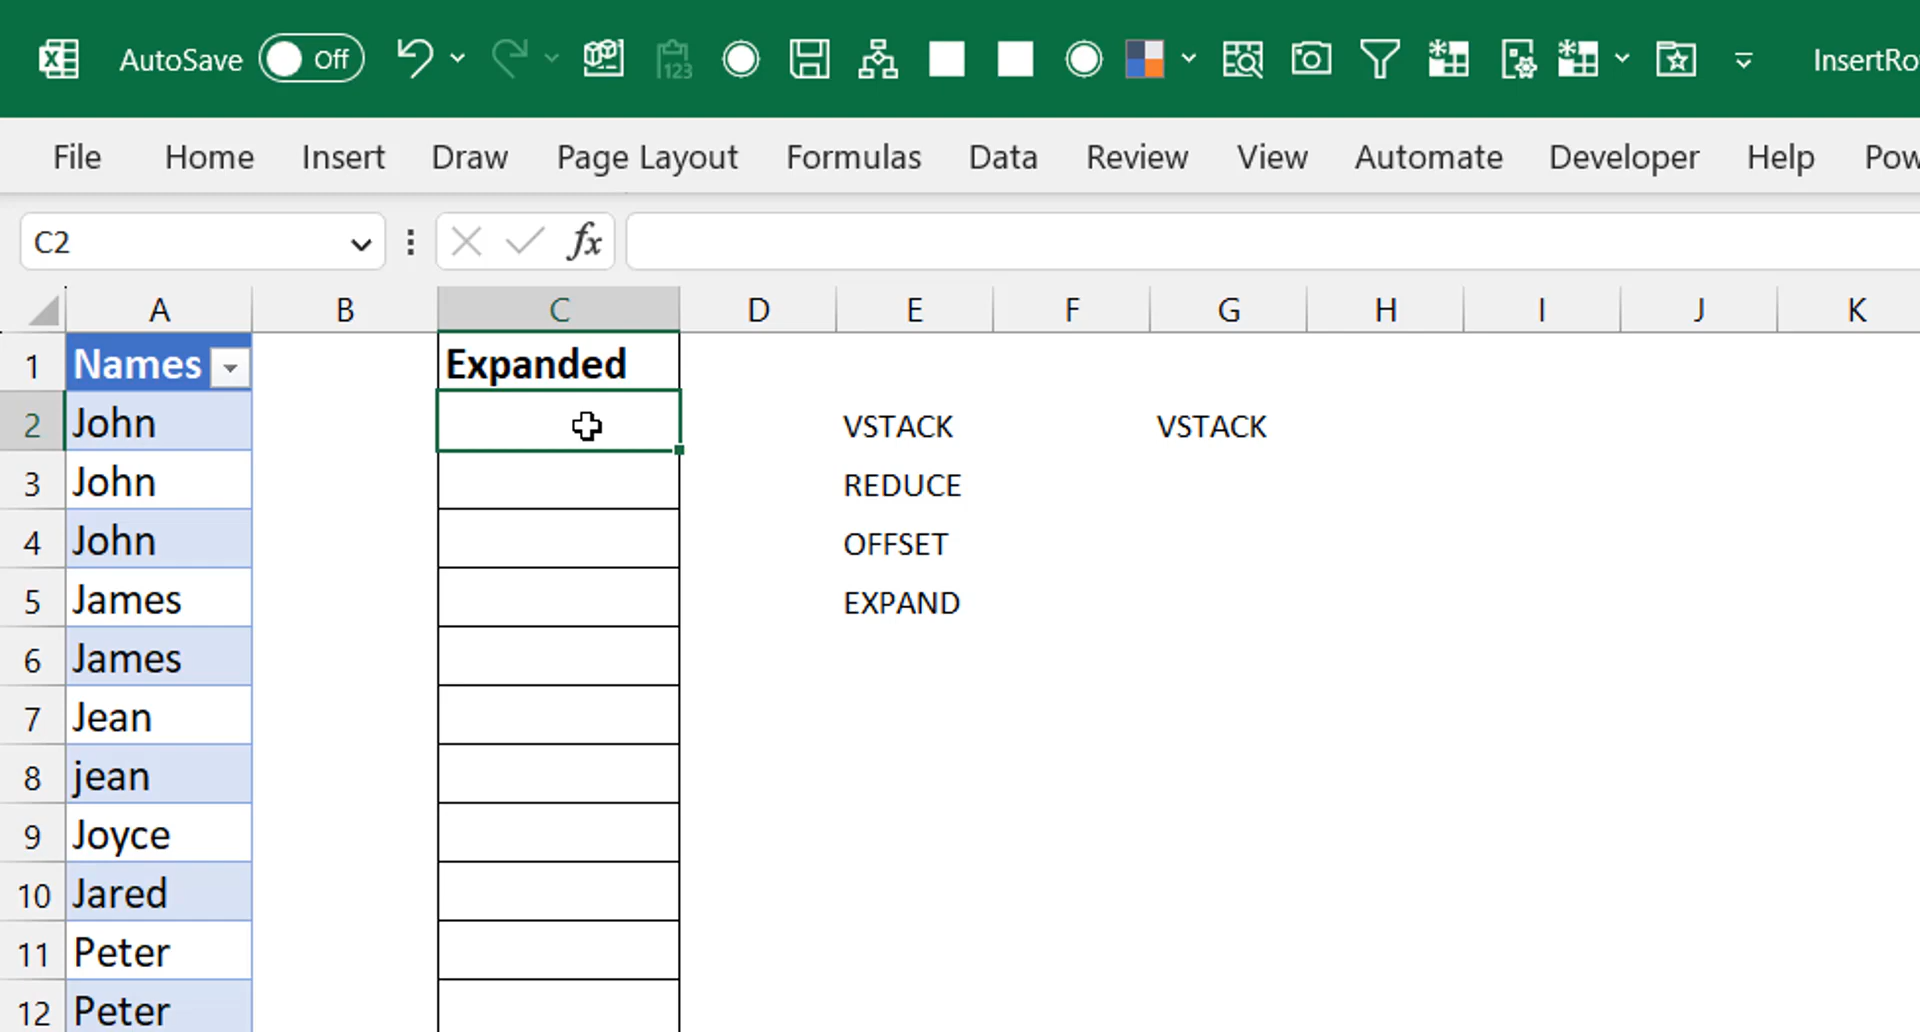 AutoSave Off 123 InsertRo
File Home Insert Draw Page Layout Formulas Data Review View Automate Developer Help Pow
C2 fx
A B C D E F G H I J K
1 Names Expanded
2 John VSTACK VSTACK
3 John REDUCE
4 John OFFSET
5 James EXPAND
6 James
7 Jean
8 jean
9 Joyce
10 Jared
11 Peter
12 Peter